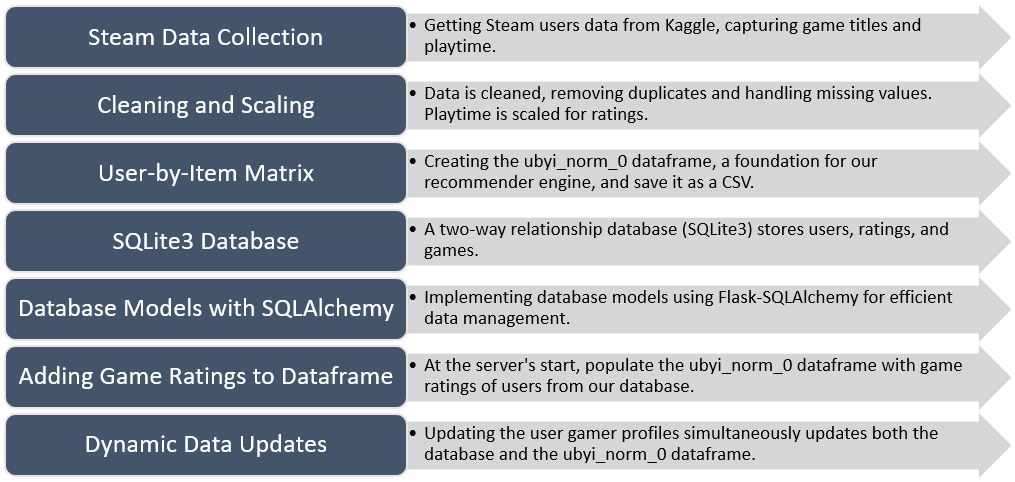 Steam Data Collection
• Getting Steam users data from Kaggle, capturing game titles and
playtime.
Cleaning and Scaling
• Data is cleaned, removing duplicates and handling missing values.
Playtime is scaled for ratings.
User-by-Item Matrix
• Creating the ubyi_norm_0 dataframe, a foundation for our
recommender engine, and save it as a CSV.
SQLite3 Database
• A two-way relationship database (SQLite3) stores users, ratings, and
games.
Database Models with SQLAlchemy
• Implementing database models using Flask-SQLAlchemy for efficient
data management.
Adding Game Ratings to Dataframe
• At the server's start, populate the ubyi_norm_0 dataframe with game
ratings of users from our database.
Dynamic Data Updates
• Updating the user gamer profiles simultaneously updates both the
database and the ubyi_norm_0 dataframe.